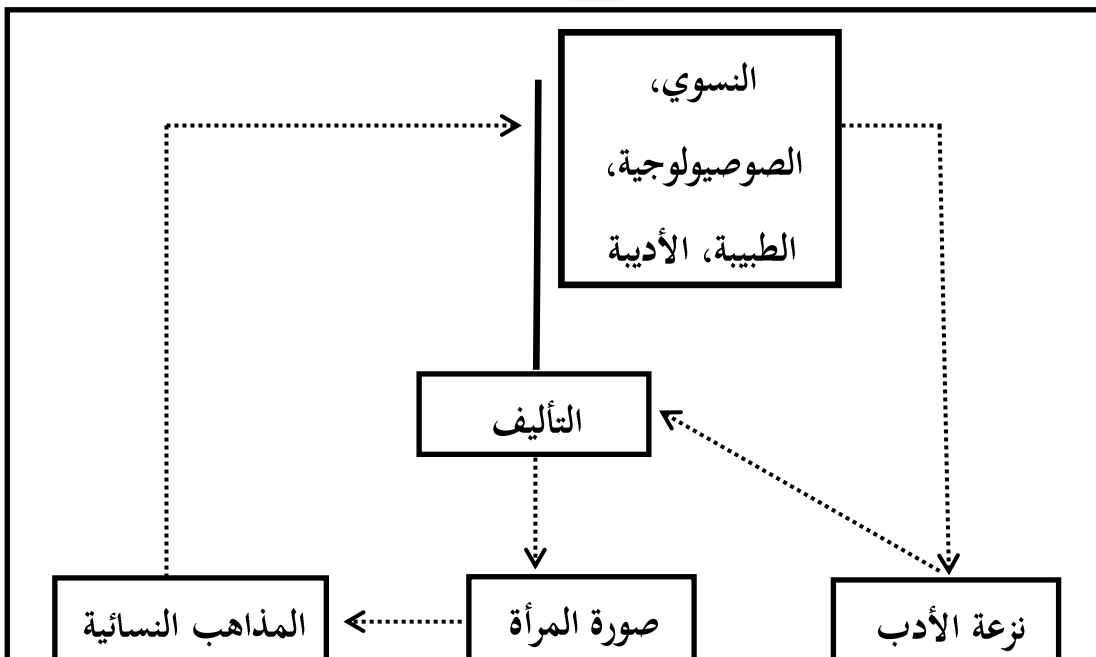 النسوي،
الصوصيولوجية،
الطبيبة، الأديبة
التأليف
نزعة الأدب
صورة المرأة
المذاهب النسائية